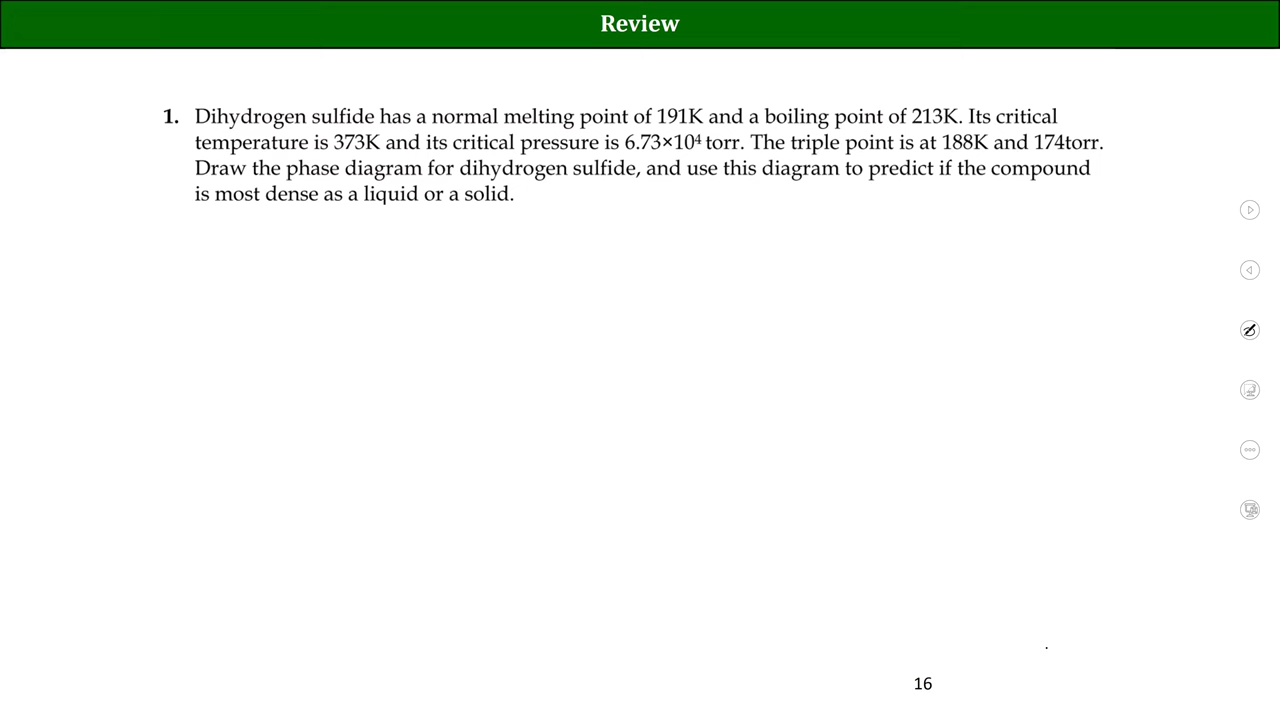 Review
1. Dihydrogen sulfide has a normal melting point of 191K and a boiling point of 213K. Its critical
temperature is 373K and its critical pressure is 6.73×10⁴ torr. The triple point is at 188K and 174torr.
Draw the phase diagram for dihydrogen sulfide, and use this diagram to predict if the compound
is most dense as a liquid or a solid.
16